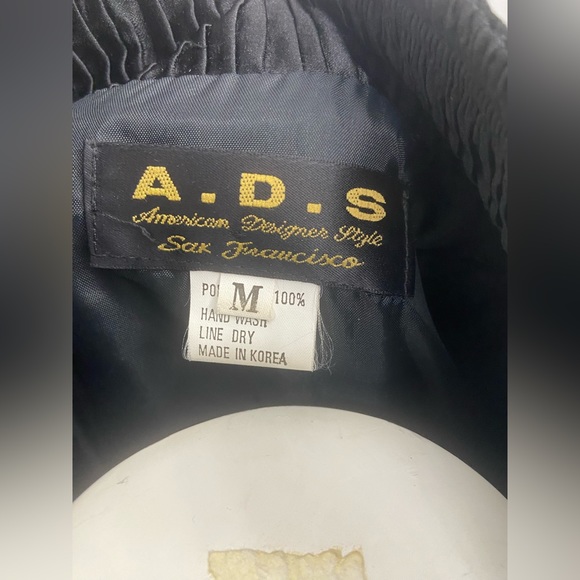 A.D.S
American Designer Style
San Francisco
M
100%
HAND WASH
LINE DRY
MADE IN KOREA